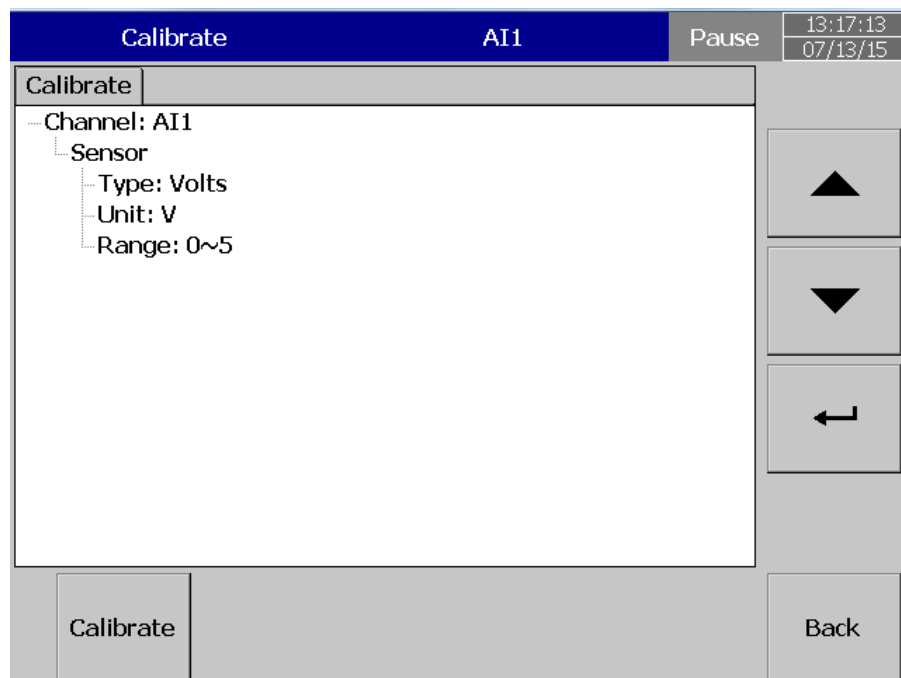 Calibrate AI1 Pause 13:17:13
07/13/15
Calibrate
Channel: AI1
Sensor
Type: Volts
Unit: V
Range: 0~5
Calibrate Back